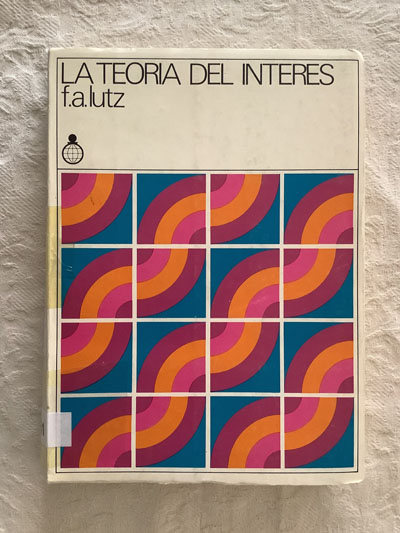 LA TEORIA DEL INTERES
f.a.lutz